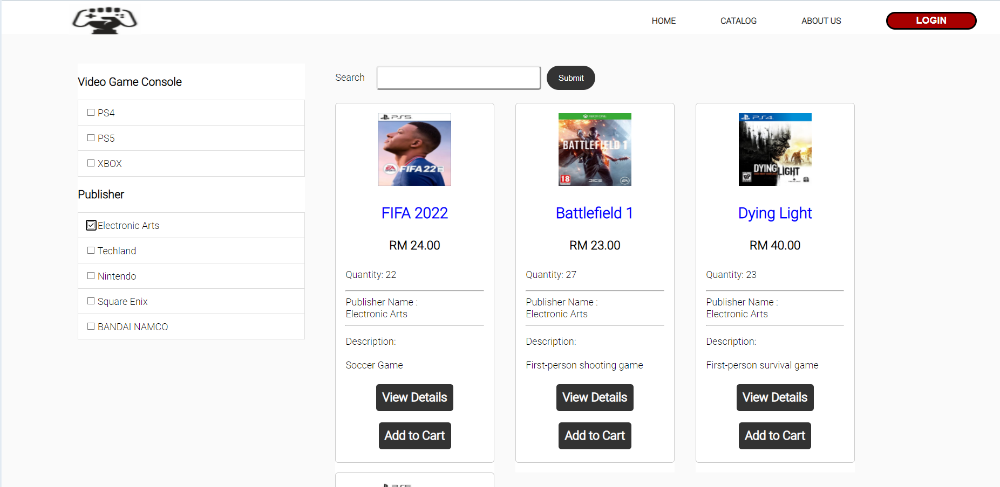 HOME
CATALOG
ABOUT US
LOGIN
Video Game Console
PS4
PS5
XBOX
Publisher
Electronic Arts
Techland
Nintendo
Square Enix
BANDAI NAMCO
Search
Submit
PS5
EA
SPORTS
FIFA 22
FIFA 2022
RM 24.00
Quantity: 22
Publisher Name :
Electronic Arts
Description:
Soccer Game
View Details
Add to Cart
XBOX ONE
BATTLEFIELD 1
18
DICE
EA
Battlefield 1
RM 23.00
Quantity: 27
Publisher Name :
Electronic Arts
Description:
First-person shooting game
View Details
Add to Cart
PS4
DYING
LIGHT
RP
Dying Light
RM 40.00
Quantity: 23
Publisher Name :
Electronic Arts
Description:
First-person survival game
View Details
Add to Cart
PS5